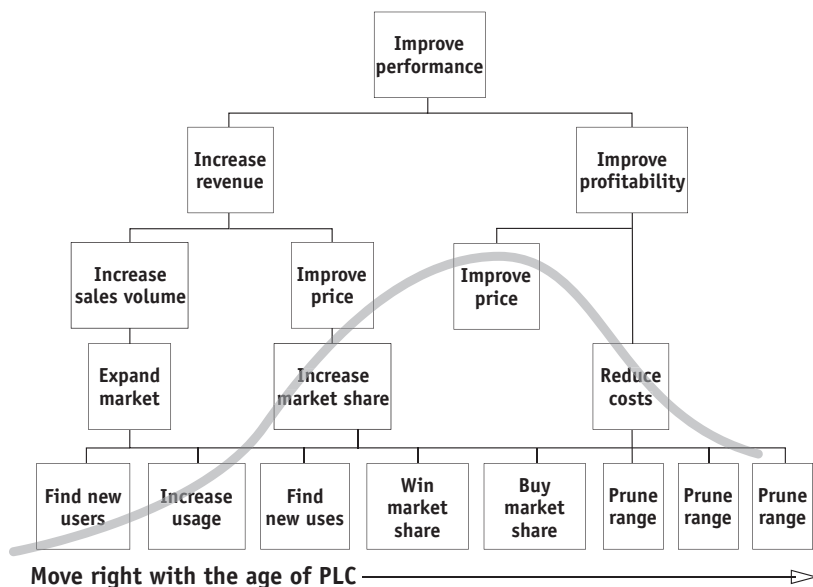 Improve
performance
Increase
revenue
Improve
profitability
Increase
sales volume
Improve
price
Improve
price
Expand
market
Increase
market share
Reduce
costs
Find new
users
Increase
usage
Find
new uses
Win
market
share
Buy
market
share
Prune
range
Prune
range
Prune
range
Move right with the age of PLC